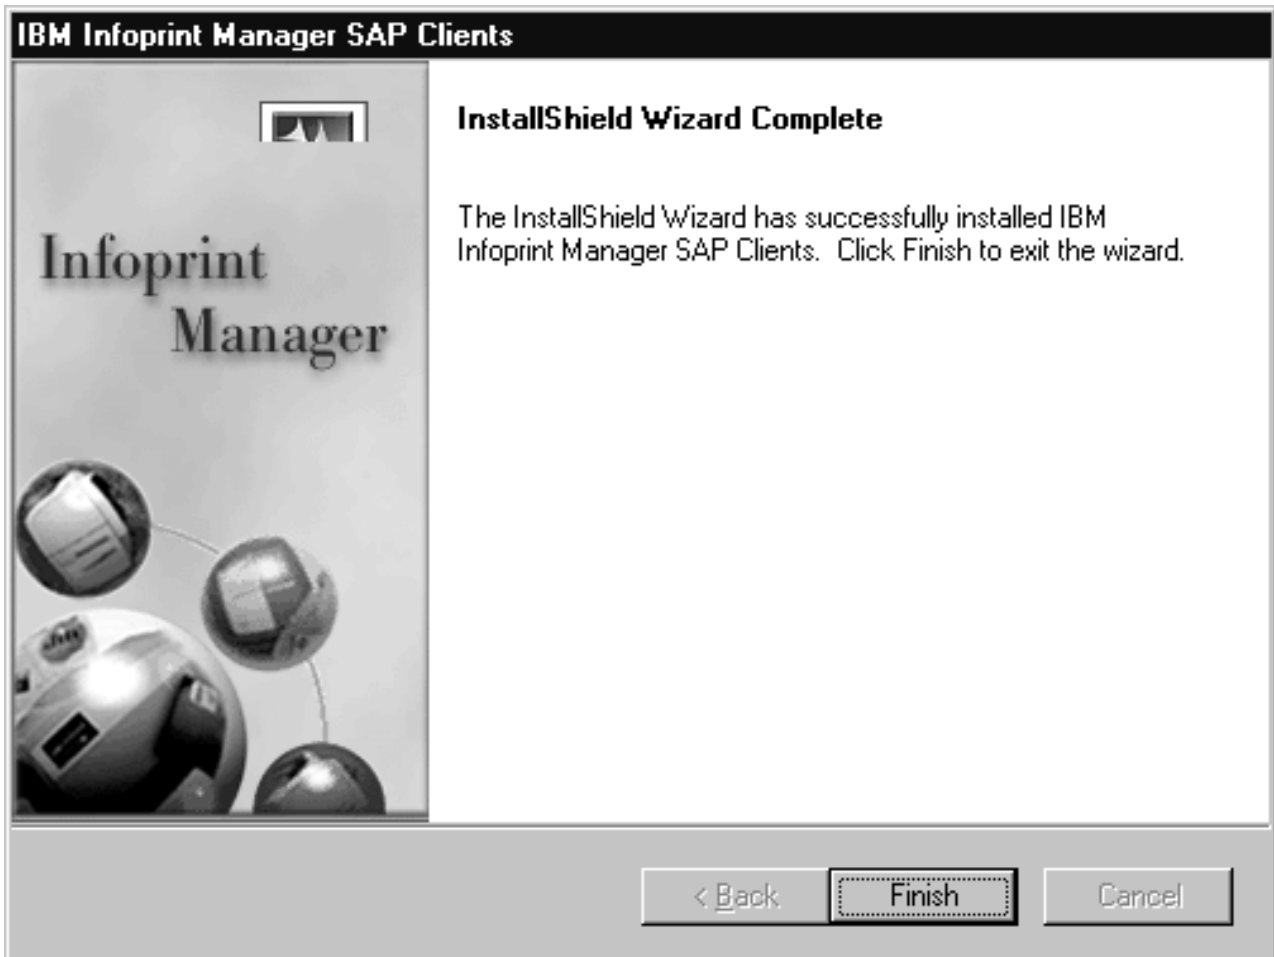 IBM Infoprint Manager SAP Clients
InstallShield Wizard Complete
The InstallShield Wizard has successfully installed IBM
Infoprint Manager SAP Clients.  Click Finish to exit the wizard.
Infoprint
Manager
< Back
Finish
Cancel